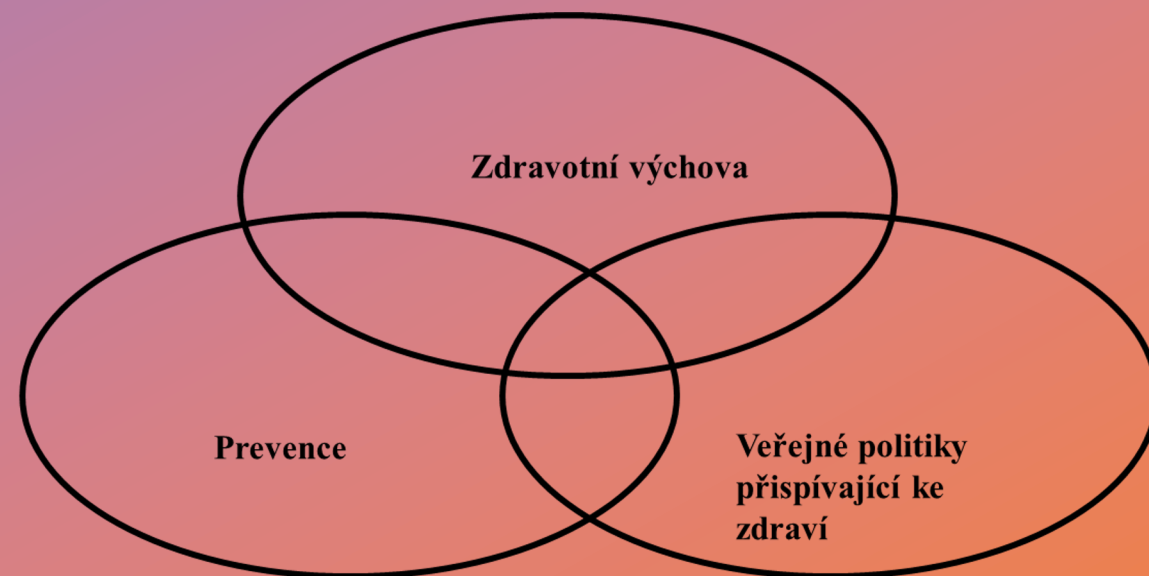 Zdravotní výchova
Prevence
Veřejné politiky
přispívající ke
zdraví